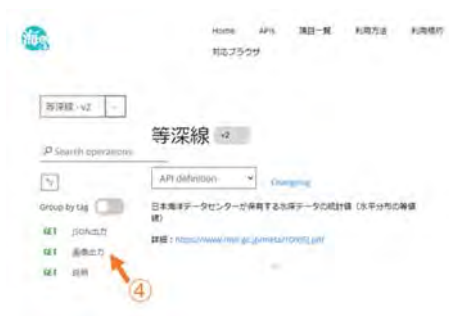 Home APIs 項目一覧 利用方法 利用規約
対応ブラウザ
等深線 - v2
等深線 v2
Search operations
API definition
Changelog
Group by tag
日本海洋データセンターが保有する水深データの統計値(水平分布の等値
線)
GET JSON出力
詳細:
GET 画像出力
GET 説明
④